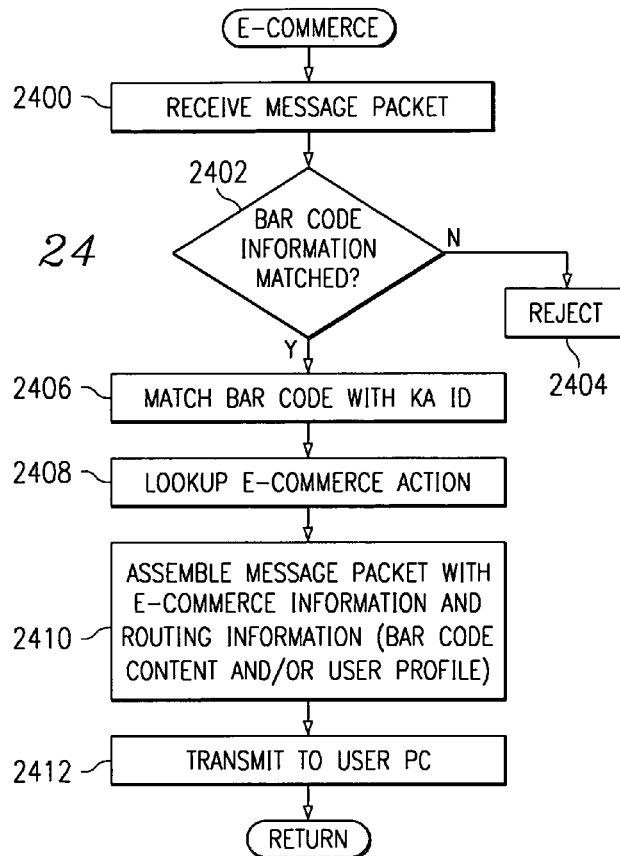 E-COMMERCE
2400
RECEIVE MESSAGE PACKET
2402
BAR CODE
INFORMATION
MATCHED?
N
24
REJECT
2404
Y
2406
MATCH BAR CODE WITH KA ID
2408
LOOKUP E-COMMERCE ACTION
2410
ASSEMBLE MESSAGE PACKET WITH
E-COMMERCE INFORMATION AND
ROUTING INFORMATION (BAR CODE
CONTENT AND/OR USER PROFILE)
2412
TRANSMIT TO USER PC
RETURN